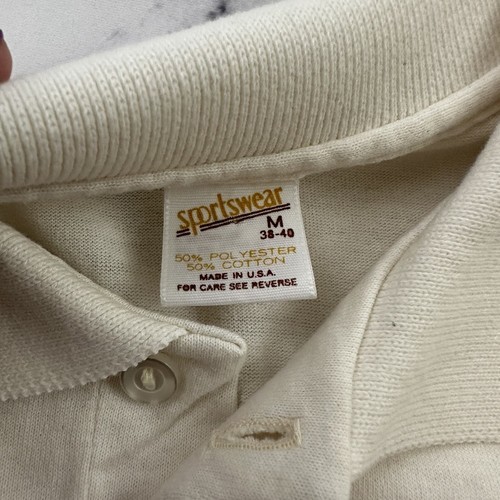 sportswear
M
38-40
50% POLYESTER
50% COTTON
MADE IN U.S.A.
FOR CARE SEE REVERSE